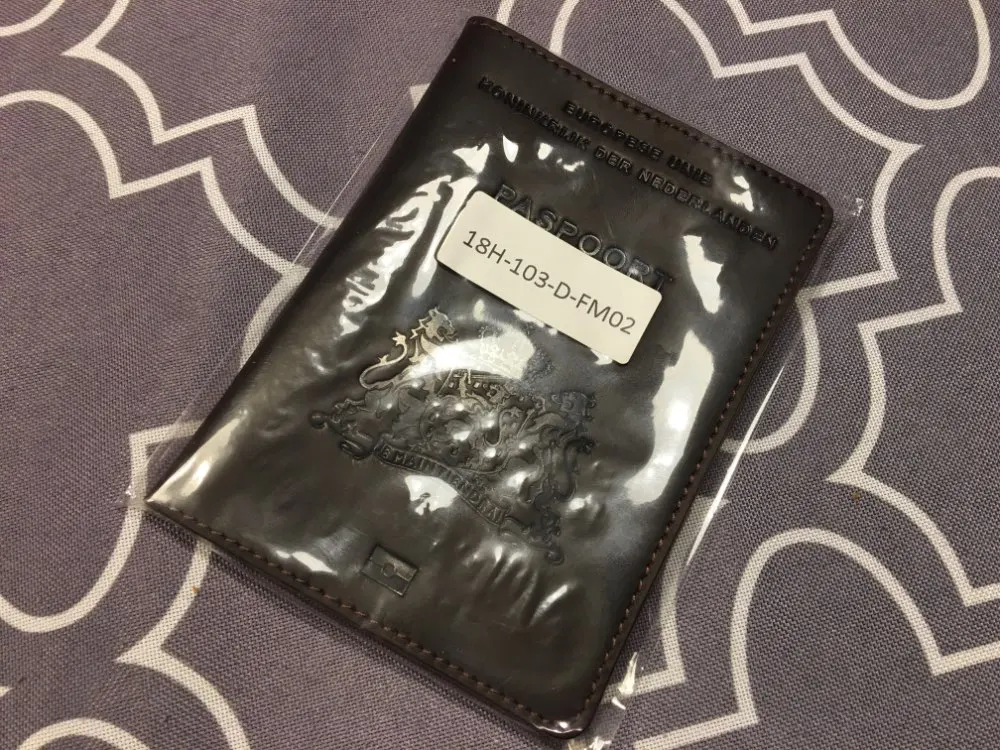 EUROPESE UNIE
KONINKRIJK DER NEDERLANDEN
PASPOORT
18H-103-D-FM02